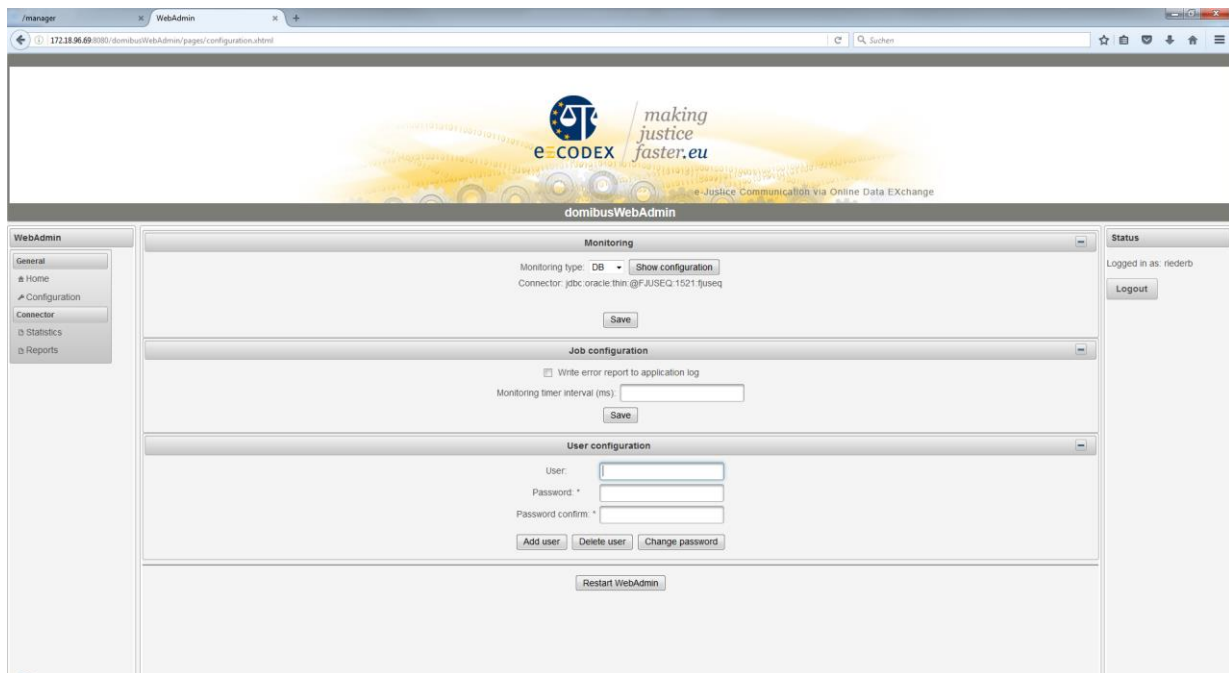 /manager
WebAdmin
172.18.96.69:8080/domibusWebAdmin/pages/configuration.xhtml
Suchen
e-CODEX
making
justice
faster.eu
e-Justice Communication via Online Data EXchange
domibusWebAdmin
WebAdmin
General
Home
Configuration
Connector
Statistics
Reports
Monitoring
Monitoring type: DB Show configuration
Connector: jdbc:oracle:thin:@FJUSEQ:1521:fjuseq
Save
Job configuration
Write error report to application log
Monitoring timer interval (ms):
Save
User configuration
User:
Password: *
Password confirm: *
Add user Delete user Change password
Restart WebAdmin
Status
Logged in as: riederb
Logout